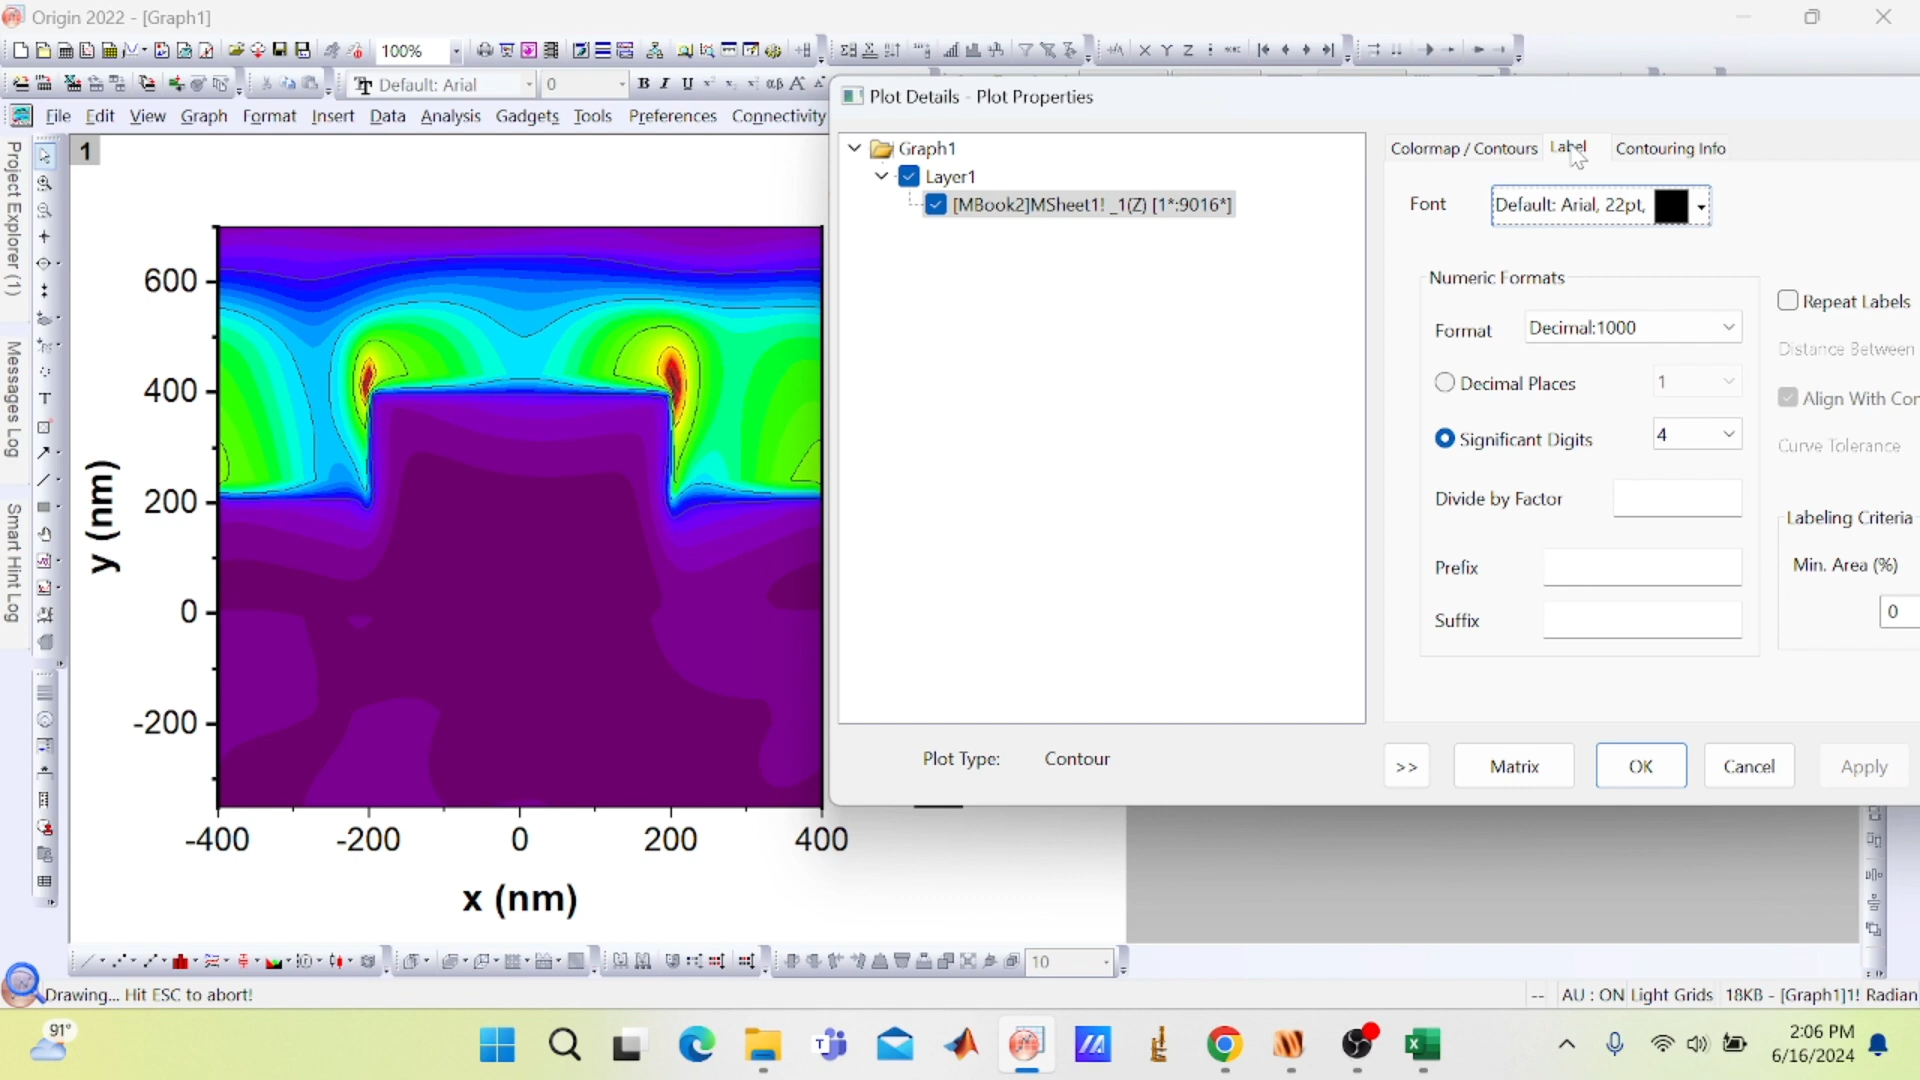 Origin 2022 - [Graph1]
100%
Default: Arial
0
B I U
αβ A A
File Edit View Graph Format Insert Data Analysis Gadgets Tools Preferences Connectivity
X Y Z
Project Explorer (1)
Messages Log
Smart Hint Log
T
1
600
400
200
0
-200
y (nm)
-400 -200 0 200 400
x (nm)
Plot Details - Plot Properties
Graph1
Layer1
[MBook2]MSheet1! _1(Z) [1*:9016*]
Plot Type: Contour
Colormap / Contours Label Contouring Info
Font Default: Arial, 22pt,
Numeric Formats
Format Decimal:1000
Decimal Places 1
Significant Digits 4
Divide by Factor
Prefix
Suffix
Repeat Labels
Distance Between
Align With Con
Curve Tolerance
Labeling Criteria
Min. Area (%)
0
>> Matrix OK Cancel Apply
10
Drawing... Hit ESC to abort!
-- AU : ON Light Grids 18KB - [Graph1]1! Radian
91°
2:06 PM
6/16/2024